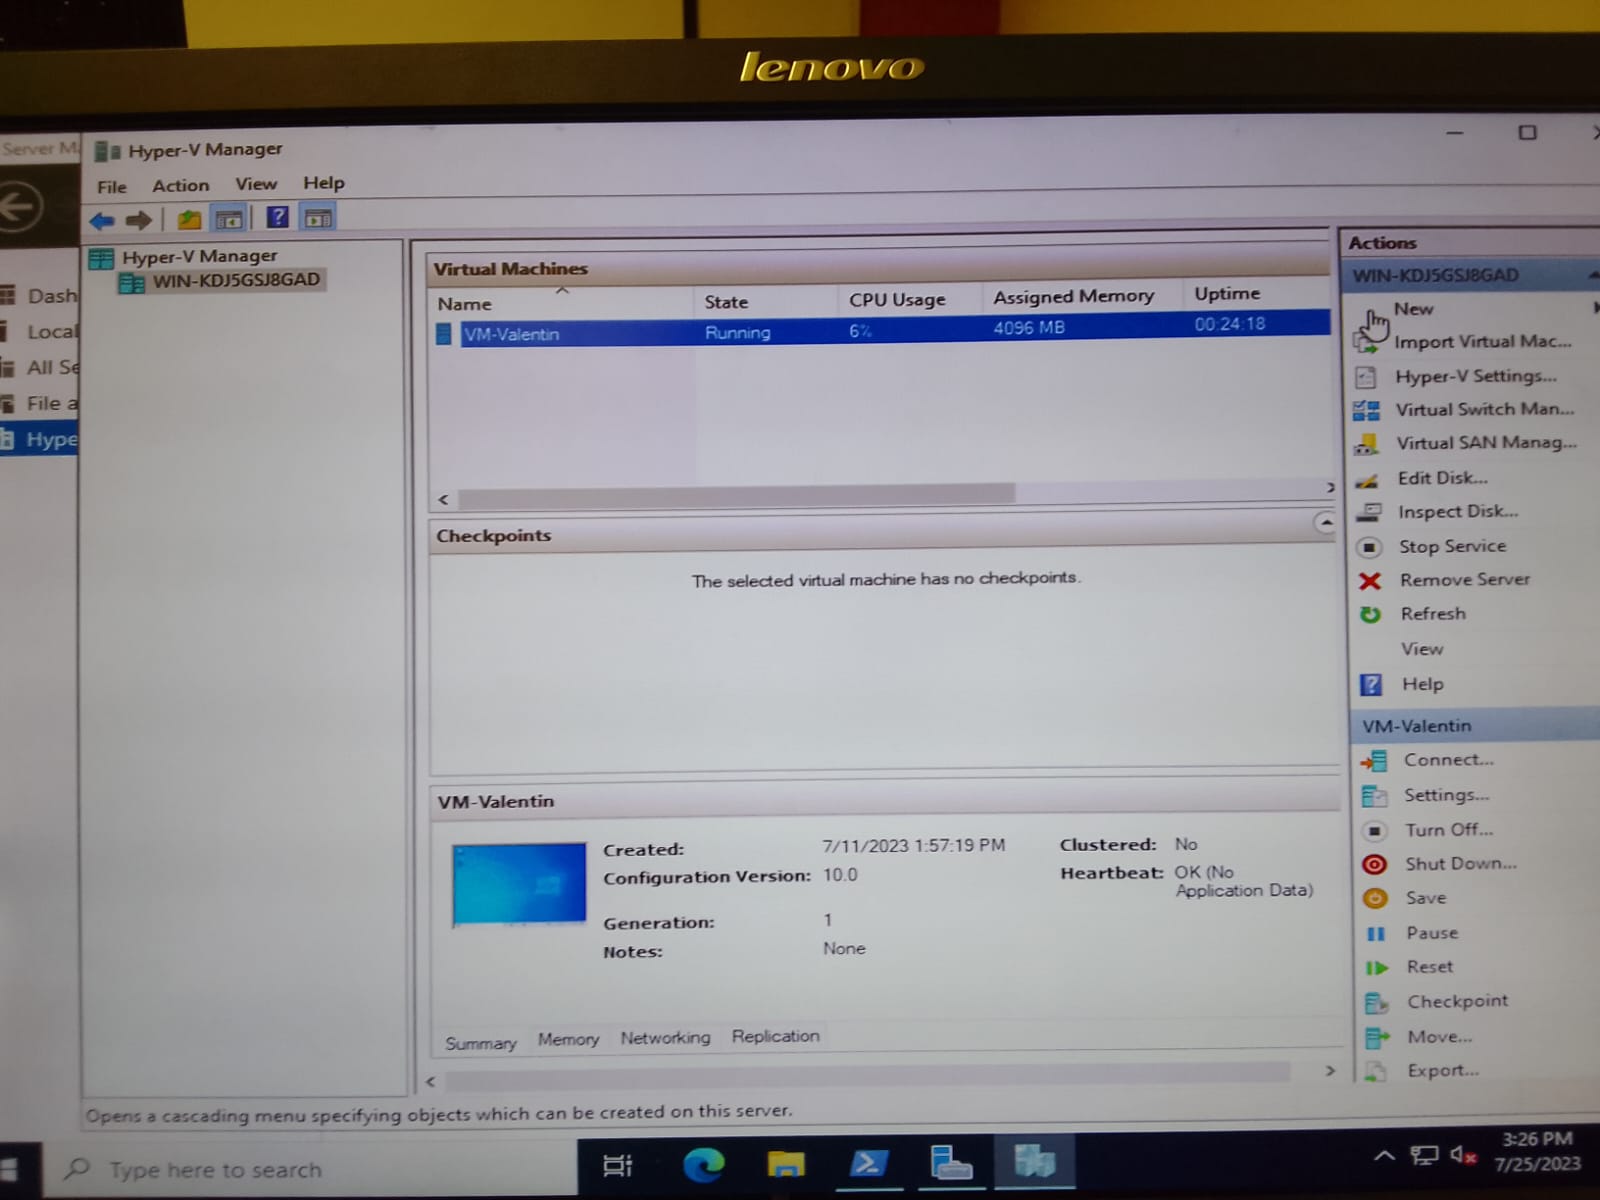 lenovo
Server M
Hyper-V Manager
File Action View Help
Dash
Local
All Se
File a
Hype
Hyper-V Manager
WIN-KDJ5GSJ8GAD
Virtual Machines
Name State CPU Usage Assigned Memory Uptime
VM-Valentin Running 6% 4096 MB 00:24:18
Checkpoints
The selected virtual machine has no checkpoints.
VM-Valentin
Created: 7/11/2023 1:57:19 PM Clustered: No
Configuration Version: 10.0 Heartbeat: OK (No
Application Data)
Generation: 1
Notes: None
Summary Memory Networking Replication
Actions
WIN-KDJ5GSJ8GAD
New
Import Virtual Mac...
Hyper-V Settings...
Virtual Switch Man...
Virtual SAN Manag...
Edit Disk...
Inspect Disk...
Stop Service
Remove Server
Refresh
View
Help
VM-Valentin
Connect...
Settings...
Turn Off...
Shut Down...
Save
Pause
Reset
Checkpoint
Move...
Export...
Opens a cascading menu specifying objects which can be created on this server.
Type here to search
3:26 PM
7/25/2023